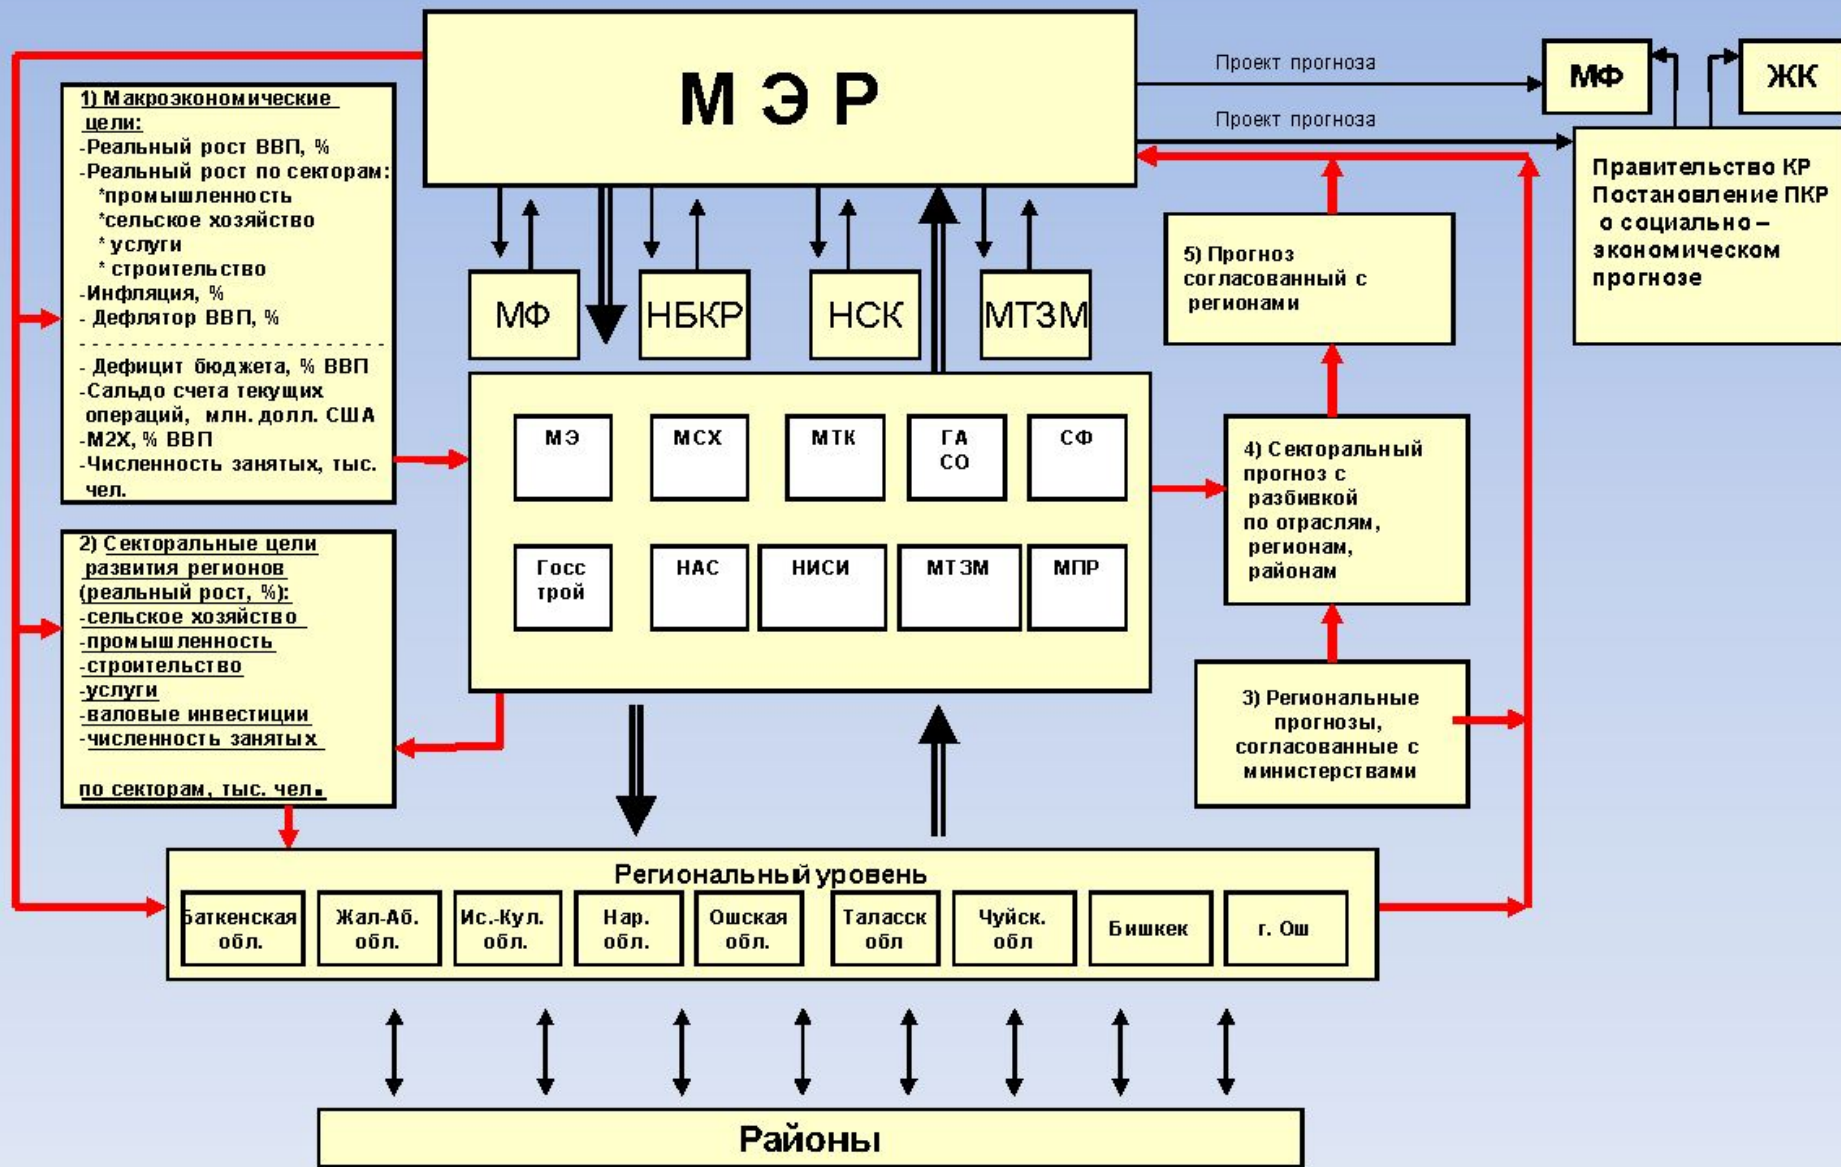 М Э Р
Проект прогноза
Проект прогноза
МФ
ЖК
Правительство КР
Постановление ПКР
о социально –
экономическом
прогнозе
1) Макроэкономические
цели:
-Реальный рост ВВП, %
-Реальный рост по секторам:
*промышленность
*сельское хозяйство
* услуги
* строительство
-Инфляция, %
- Дефлятор ВВП, %
- - - - - - - - - - - - - - - - - - - - - - - - -
- Дефицит бюджета, % ВВП
-Сальдо счета текущих
операций, млн. долл. США
-М2Х, % ВВП
-Численность занятых, тыс.
чел.
МФ
НБКР
НСК
МТЗМ
5) Прогноз
согласованный с
регионами
МЭ
МСХ
МТК
ГА
СО
СФ
Госс
трой
НАС
НИСИ
МТЗМ
МПР
4) Секторальный
прогноз с
разбивкой
по отраслям,
регионам,
районам
2) Секторальные цели
развития регионов
(реальный рост, %):
-сельское хозяйство
-промышленность
-строительство
-услуги
-валовые инвестиции
-численность занятых
по секторам, тыс. чел.
3) Региональные
прогнозы,
согласованные с
министерствами
Региональный уровень
Баткенская
обл.
Жал-Аб.
обл.
Ис.-Кул.
обл.
Нар.
обл.
Ошская
обл.
Таласск
обл
Чуйск.
обл
Бишкек
г. Ош
Районы